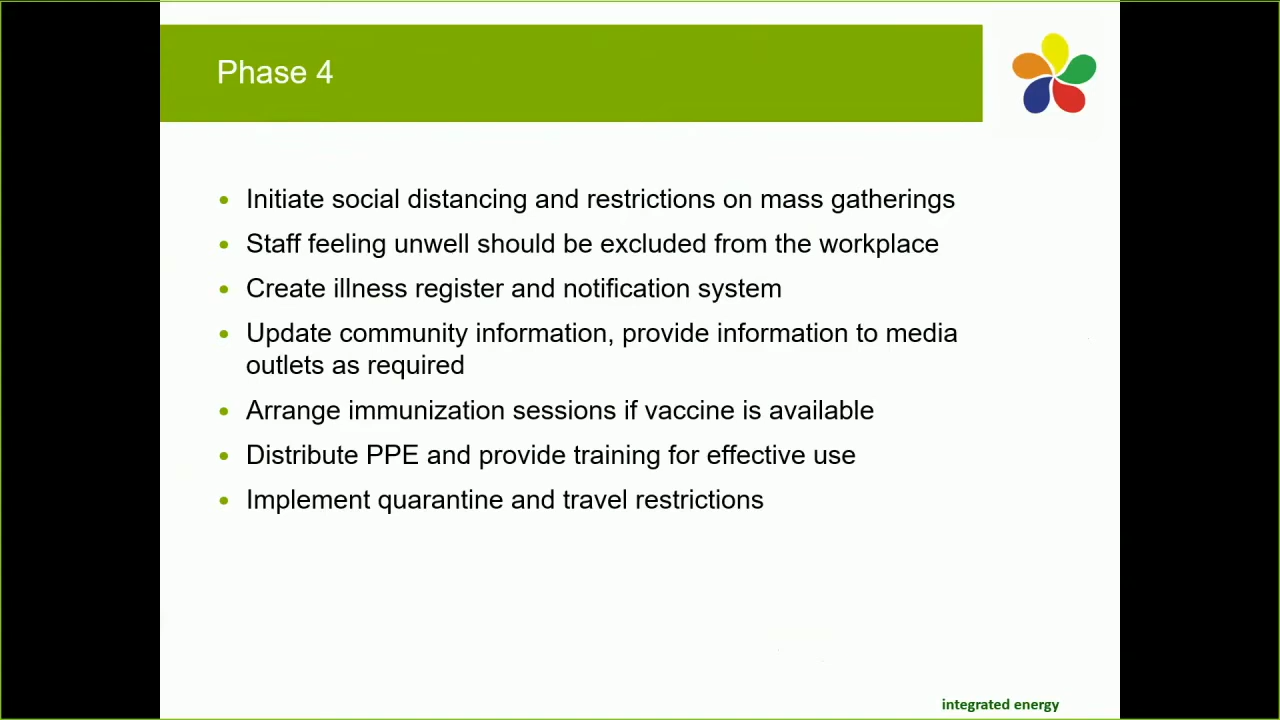 Phase 4
• Initiate social distancing and restrictions on mass gatherings
• Staff feeling unwell should be excluded from the workplace
• Create illness register and notification system
• Update community information, provide information to media
outlets as required
• Arrange immunization sessions if vaccine is available
• Distribute PPE and provide training for effective use
• Implement quarantine and travel restrictions
integrated energy